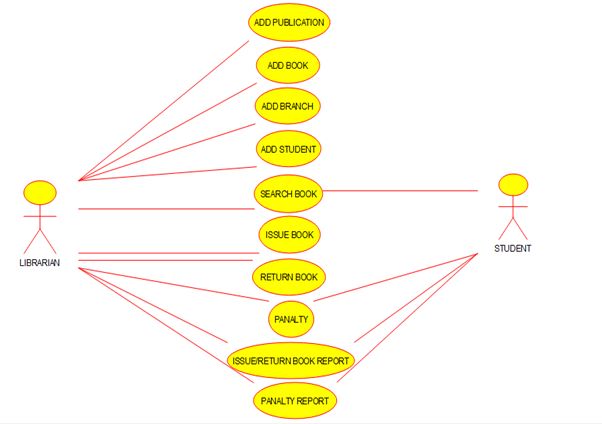 ADD PUBLICATION
ADD BOOK
ADD BRANCH
ADD STUDENT
SEARCH BOOK
ISSUE BOOK
LIBRARIAN
STUDENT
RETURN BOOK
PANALTY
ISSUE/RETURN BOOK REPORT
PANALTY REPORT